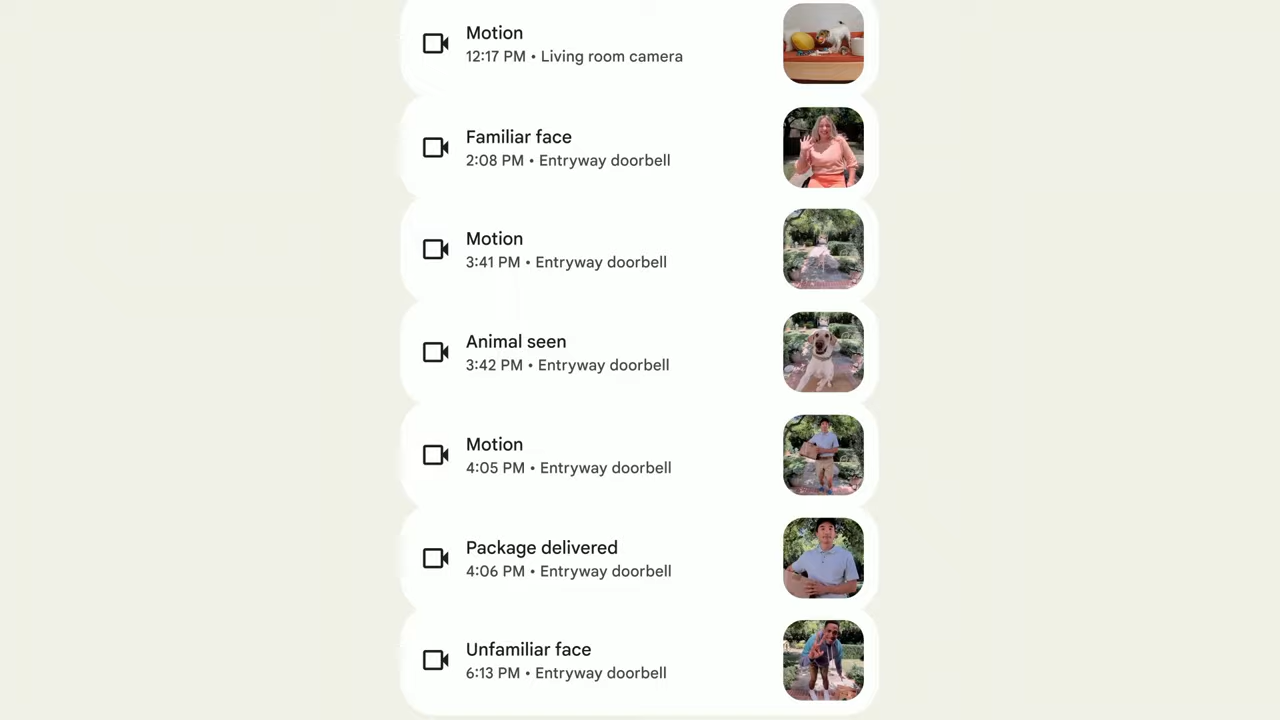 Motion
12:17 PM • Living room camera
Familiar face
2:08 PM • Entryway doorbell
Motion
3:41 PM • Entryway doorbell
Animal seen
3:42 PM • Entryway doorbell
Motion
4:05 PM • Entryway doorbell
Package delivered
4:06 PM • Entryway doorbell
Unfamiliar face
6:13 PM • Entryway doorbell